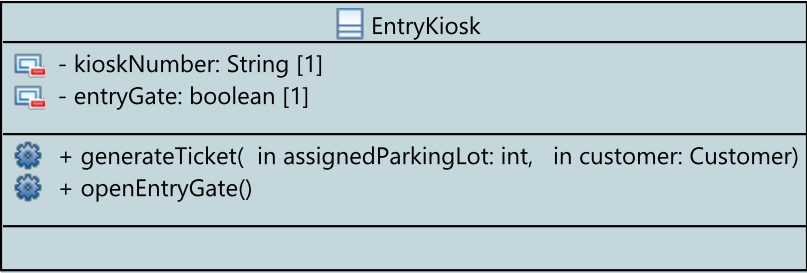 EntryKiosk
- kioskNumber: String [1]
- entryGate: boolean [1]
+ generateTicket(  in assignedParkingLot: int,   in customer: Customer)
+ openEntryGate()